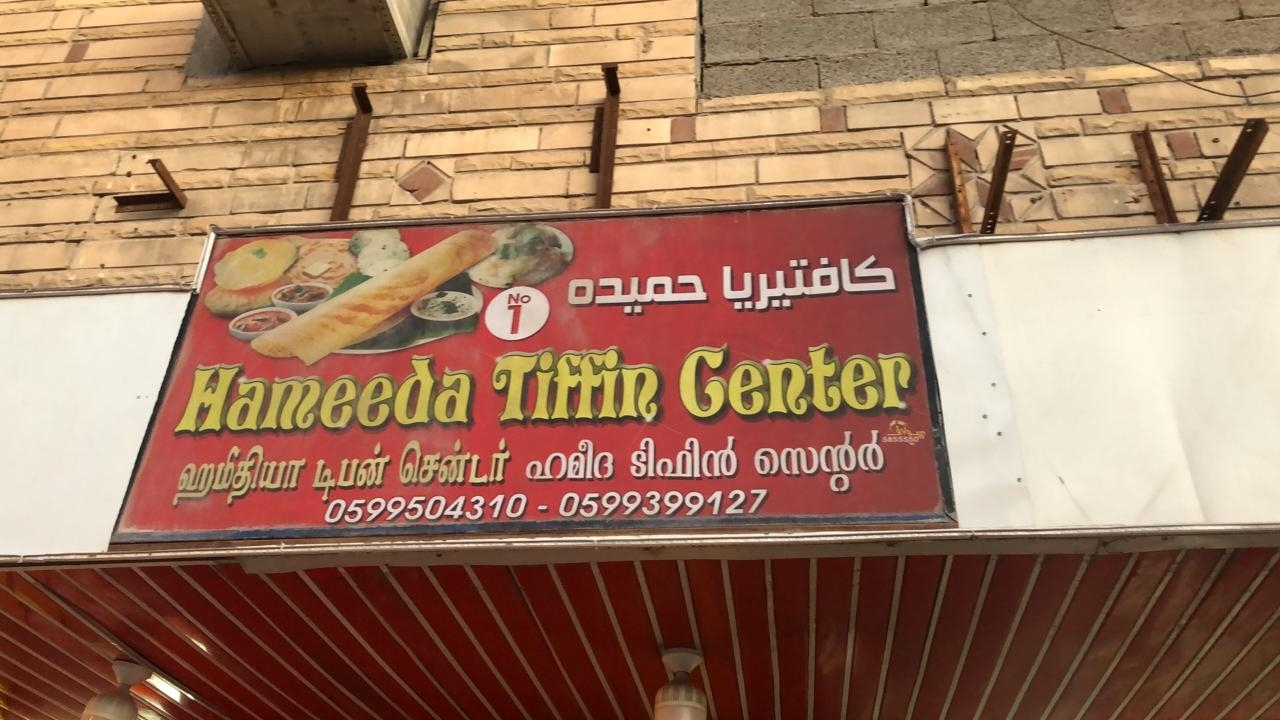 كافتيريا حميده
No
1
Hameeda Tiffin Center
ஹமீதியா டிபன் சென்டர் ഹമീദ ടിഫിൻ സെന്റർ
0599504310 - 0599399127